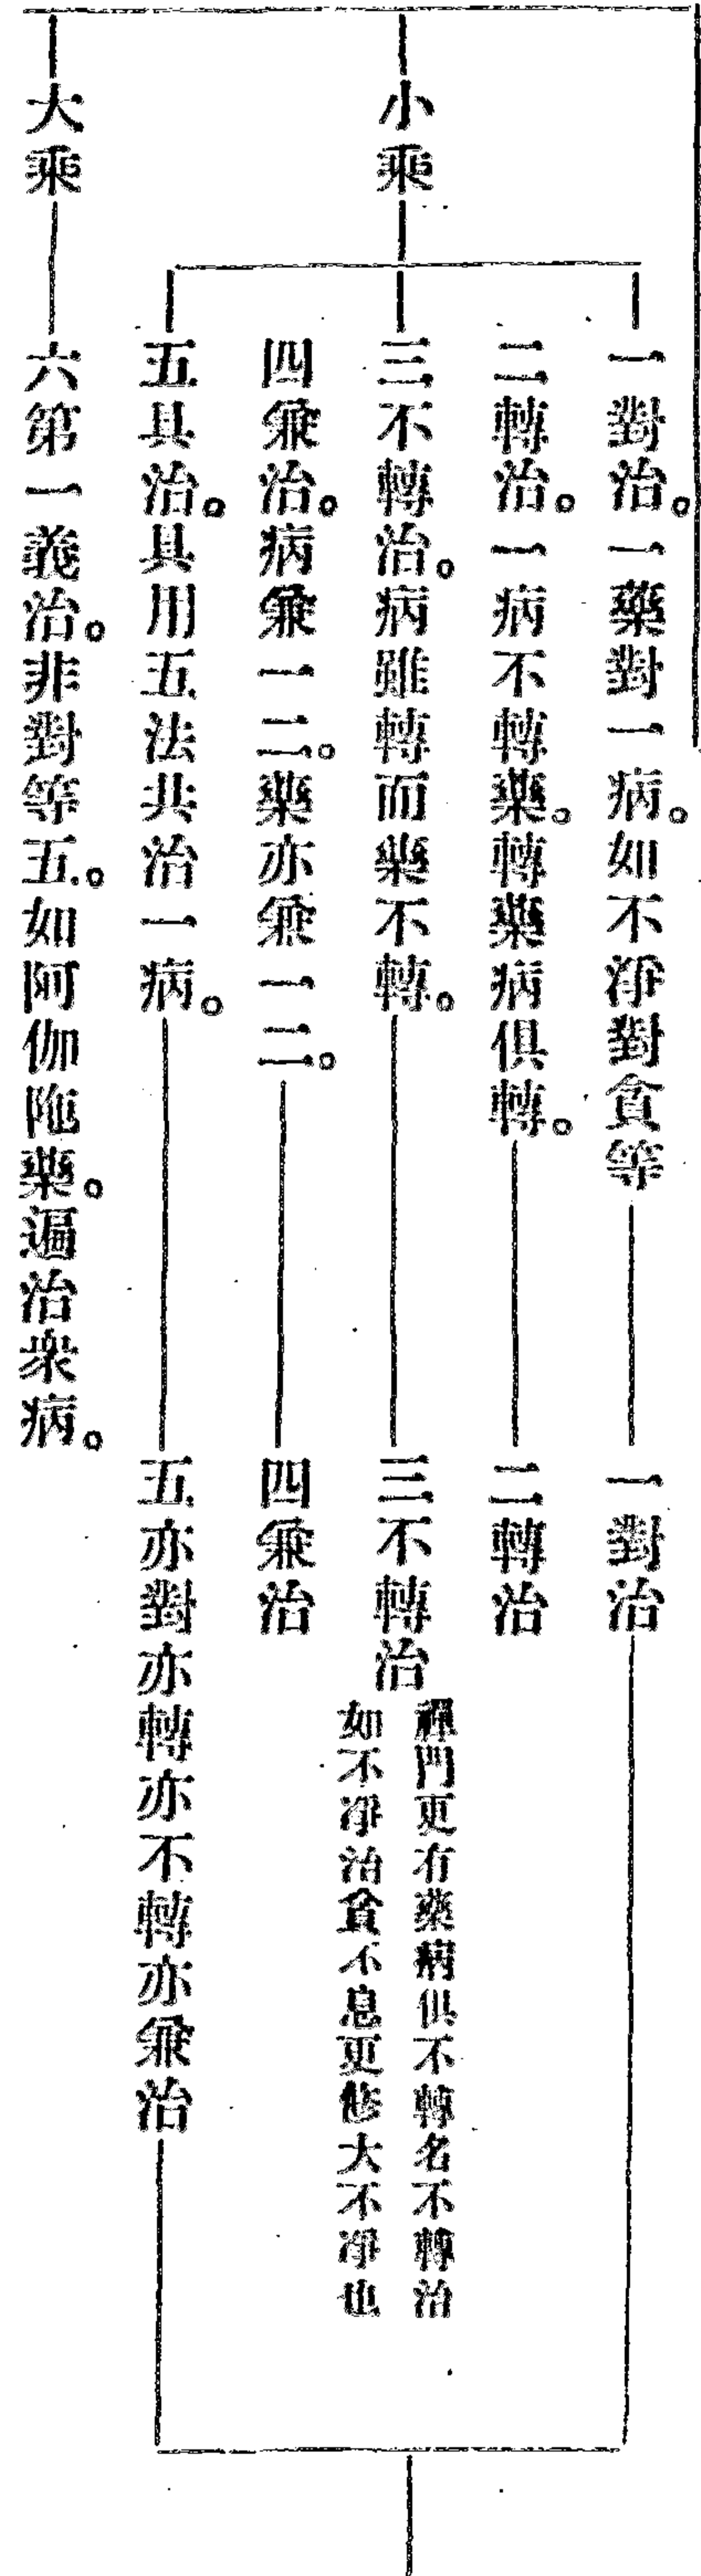 小乘
一對治。一藥對一病。如不淨對貪等
一對治
二轉治。一病不轉藥。轉藥病俱轉。
二轉治
三不轉治。病雖轉而藥不轉。
三不轉治
禪門更有藥病俱不轉名不轉治
如不淨治貪不息更修大不淨也
四兼治。病兼一二。藥亦兼一二。
四兼治
五具治。具用五法共治一病。
五亦對亦轉亦不轉亦兼治
大乘
六第一義治。非對等五。如阿伽陁藥。遍治衆病。